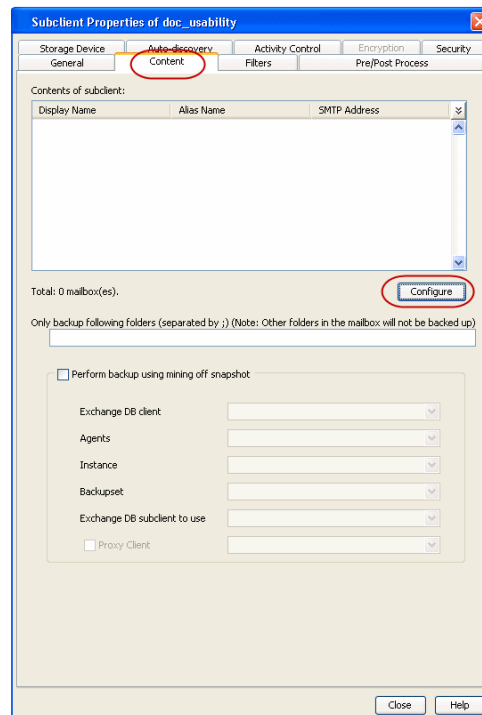 Subclient Properties of doc_usability
Storage Device Auto-discovery Activity Control Encryption Security
General Content Filters Pre/Post Process
Contents of subclient:
Display Name Alias Name SMTP Address
Total: 0 mailbox(es).
Configure
Only backup following folders (separated by ;) (Note: Other folders in the mailbox will not be backed up)
Perform backup using mining off snapshot
Exchange DB client
Agents
Instance
Backupset
Exchange DB subclient to use
Proxy Client
Close Help